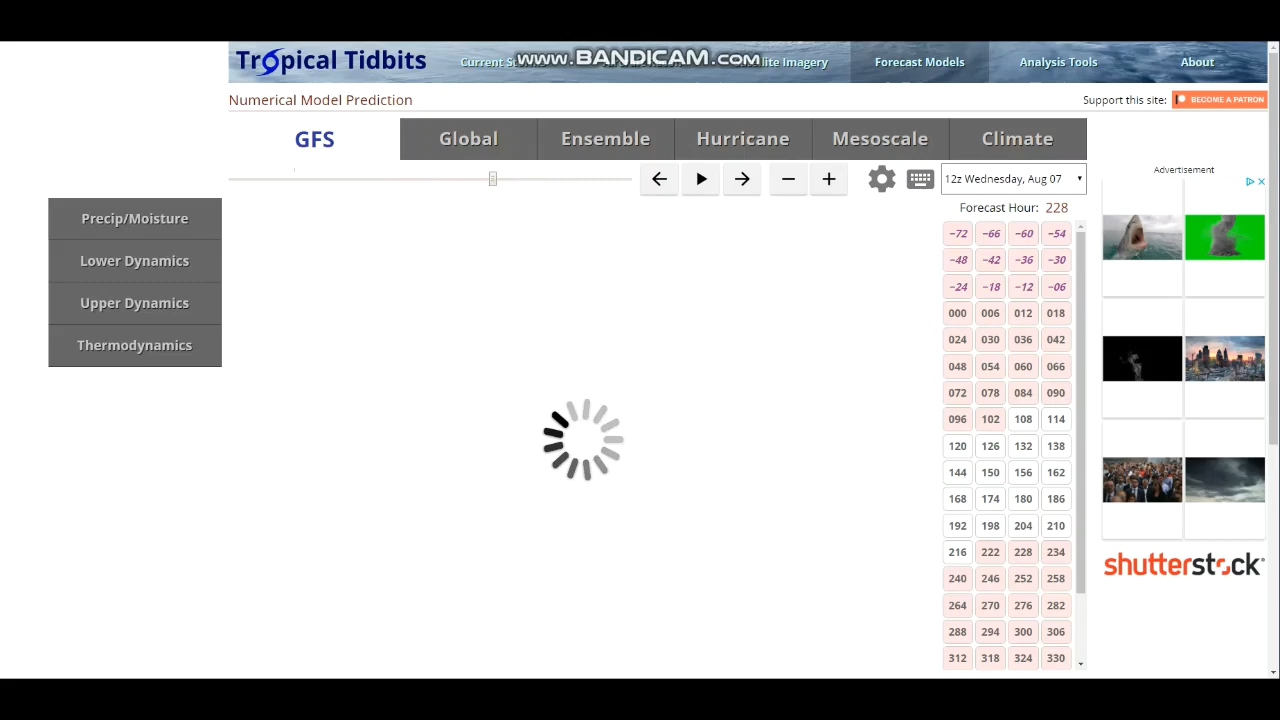 Tropical Tidbits
www.BANDICAM.com
Current S
llite Imagery
Forecast Models
Analysis Tools
About
Numerical Model Prediction
Support this site:
BECOME A PATRON
GFS
Global
Ensemble
Hurricane
Mesoscale
Climate
12z Wednesday, Aug 07
Advertisement
Forecast Hour: 228
Precip/Moisture
Lower Dynamics
Upper Dynamics
Thermodynamics
−72 −66 −60 −54
−48 −42 −36 −30
−24 −18 −12 −06
000 006 012 018
024 030 036 042
048 054 060 066
072 078 084 090
096 102 108 114
120 126 132 138
144 150 156 162
168 174 180 186
192 198 204 210
216 222 228 234
240 246 252 258
264 270 276 282
288 294 300 306
312 318 324 330
shutterstock